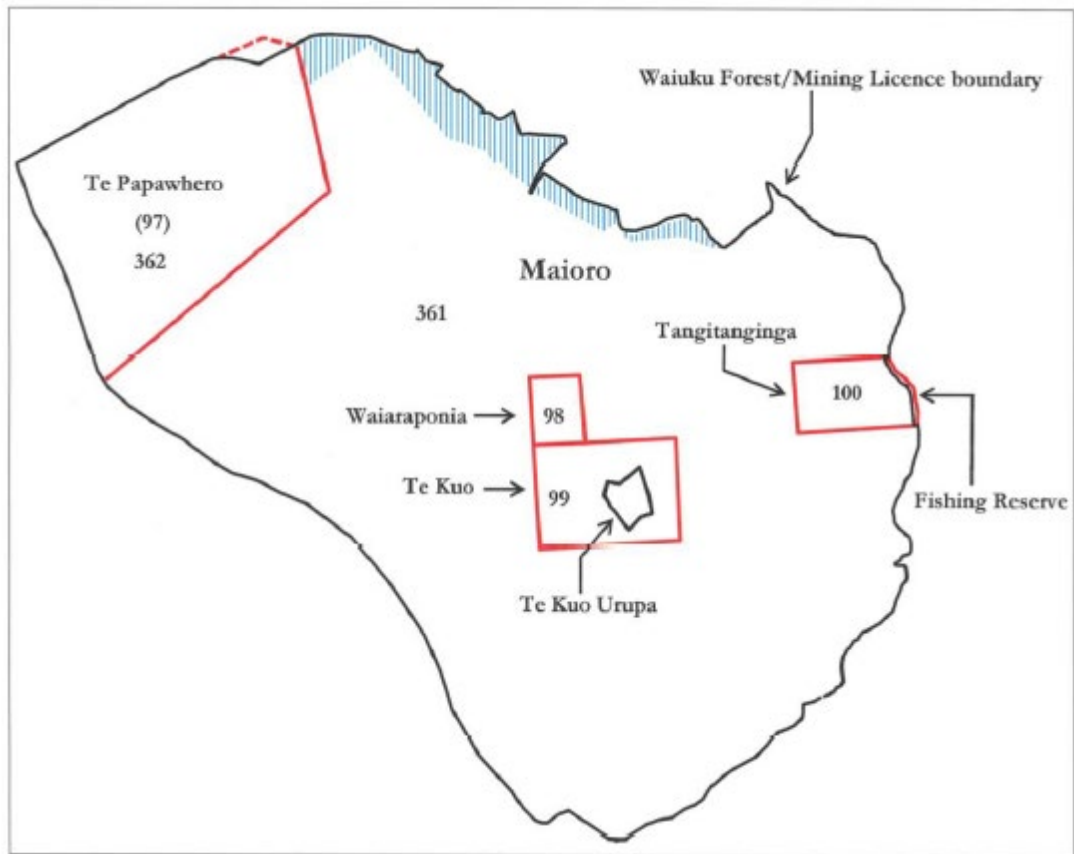 Waiuku Forest/Mining Licence boundary
Te Papawhero
(97)
362
Maioro
361
Tangitanginga
100
Waiaraponia
98
Te Kuo
99
Fishing Reserve
Te Kuo Urupa